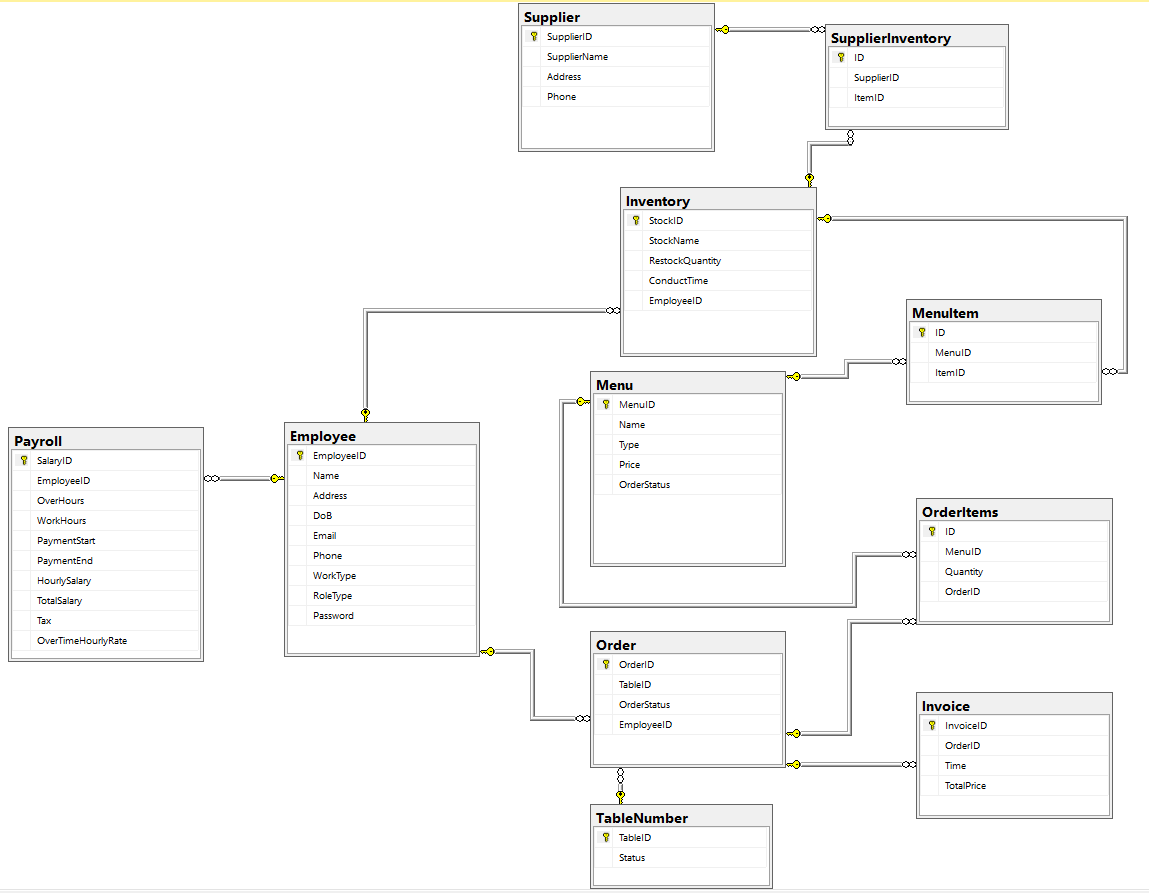 Supplier
SupplierID
SupplierName
Address
Phone
SupplierInventory
ID
SupplierID
ItemID
Inventory
StockID
StockName
RestockQuantity
ConductTime
EmployeeID
MenuItem
ID
MenuID
ItemID
Menu
MenuID
Name
Type
Price
OrderStatus
Payroll
SalaryID
EmployeeID
OverHours
WorkHours
PaymentStart
PaymentEnd
HourlySalary
TotalSalary
Tax
OverTimeHourlyRate
Employee
EmployeeID
Name
Address
DoB
Email
Phone
WorkType
RoleType
Password
OrderItems
ID
MenuID
Quantity
OrderID
Order
OrderID
TableID
OrderStatus
EmployeeID
Invoice
InvoiceID
OrderID
Time
TotalPrice
TableNumber
TableID
Status